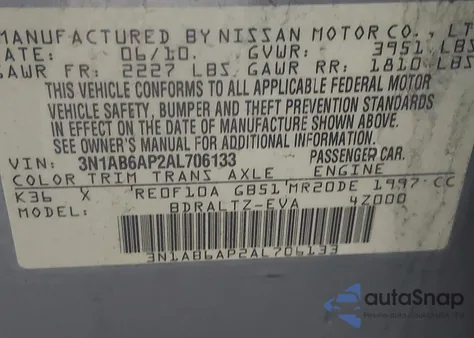 MANUFACTURED BY NISSAN MOTOR CO., LT
DATE: 06/10. GVWR: 3951 LBS
GAWR FR: 2227 LBS. GAWR RR: 1810 LBS
THIS VEHICLE CONFORMS TO ALL APPLICABLE FEDERAL MOTOR
VEHICLE SAFETY, BUMPER AND THEFT PREVENTION STANDARDS
IN EFFECT ON THE DATE OF MANUFACTURE SHOWN ABOVE.
SEE OWNER'S MANUAL FOR ADDITIONAL INFORMATION.
VIN: 3N1AB6AP2AL706133 PASSENGER CAR.
COLOR TRIM TRANS AXLE ENGINE
K36 X RE0F10A GB51 MR20DE 1997 CC
MODEL: BDRALTZ-EVA 4Z000
3N1AB6AP2AL706133
autoSnap